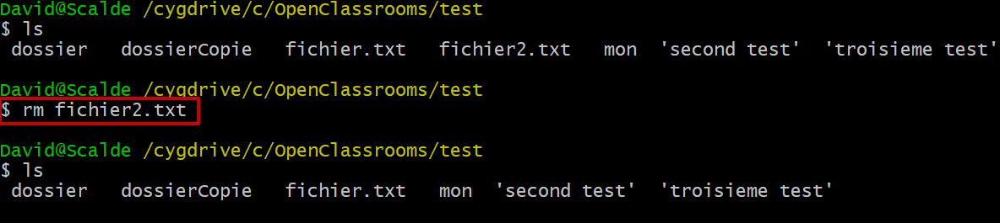 David@Scalde /cygdrive/c/OpenClassrooms/test
$ ls
dossier dossierCopie fichier.txt fichier2.txt mon 'second test' 'troisieme test'
David@Scalde /cygdrive/c/OpenClassrooms/test
$ rm fichier2.txt
David@Scalde /cygdrive/c/OpenClassrooms/test
$ ls
dossier dossierCopie fichier.txt mon 'second test' 'troisieme test'